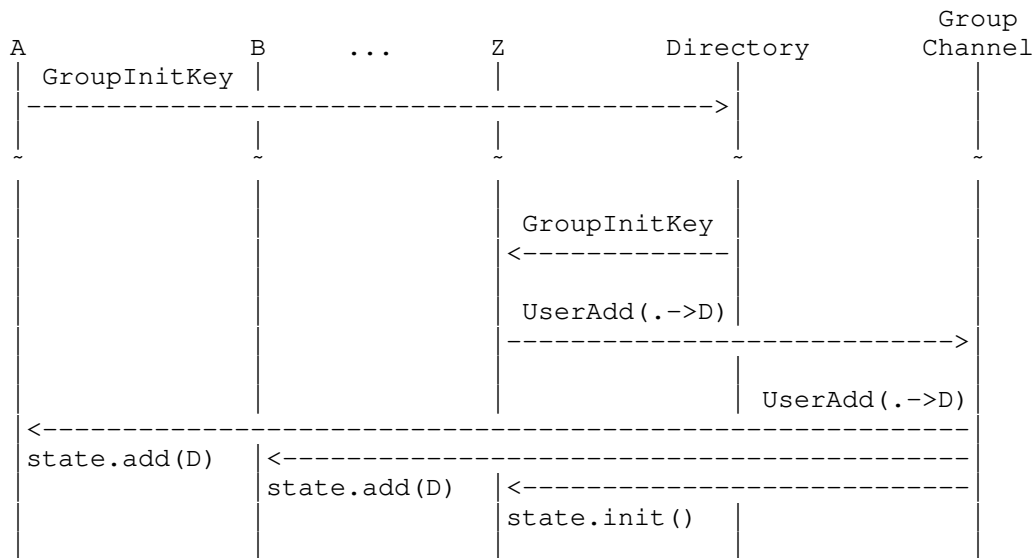 Group
A B ... Z Directory Channel
GroupInitKey
~ ~ ~ ~ ~
GroupInitKey
UserAdd(.->D)
UserAdd(.->D)
state.add(D)
state.add(D)
state.init()